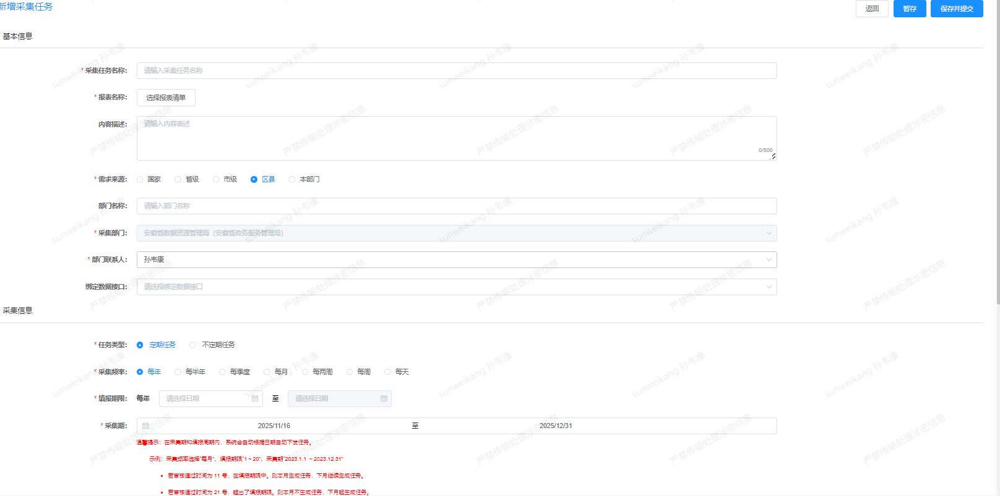 新增采集任务
返回 暂存 保存并提交
基本信息
* 采集任务名称: 请输入采集任务名称
* 报表名称: 选择报表清单
内容描述: 请输入内容表述
0/500
* 需求来源: 国家 省级 市级 区县 本部门
部门名称: 请输入部门名称
* 采集部门: 安徽省数据资源管理局（安徽省政务服务管理局）
* 部门联系人: 孙韦康
绑定数据接口: 请选择绑定数据接口
采集信息
* 任务类型: 定期任务 不定期任务
* 采集频率: 每年 每半年 每季度 每月 每两周 每周 每天
* 填报期限: 每年 请选择日期 至 请选择日期
* 采集期: 2025/11/16 至 2025/12/31
温馨提示：在采集期和填报周期内，系统会自动根据日期自动下发任务。
示例：采集频率选择"每月"、填报期限"1～20"、采集期"2023.1.1 ～2023.12.31"
• 若审核通过时间为 11 号，在填报期限中。则本月生成任务，下月继续生成任务。
• 若审核通过时间为 21 号，超出了填报期限。则本月不生成任务，下月起生成任务。
sunweikang 孙韦康
严禁传输处理涉密信息